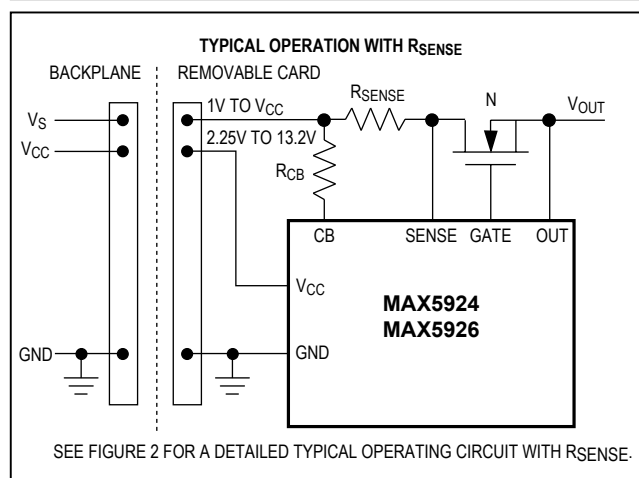 TYPICAL OPERATION WITH RSENSE
BACKPLANE
REMOVABLE CARD
VS
VCC
1V TO VCC
2.25V TO 13.2V
RSENSE
N
VOUT
RCB
CB
SENSE
GATE
OUT
VCC
MAX5924
MAX5926
GND
GND
SEE FIGURE 2 FOR A DETAILED TYPICAL OPERATING CIRCUIT WITH RSENSE.